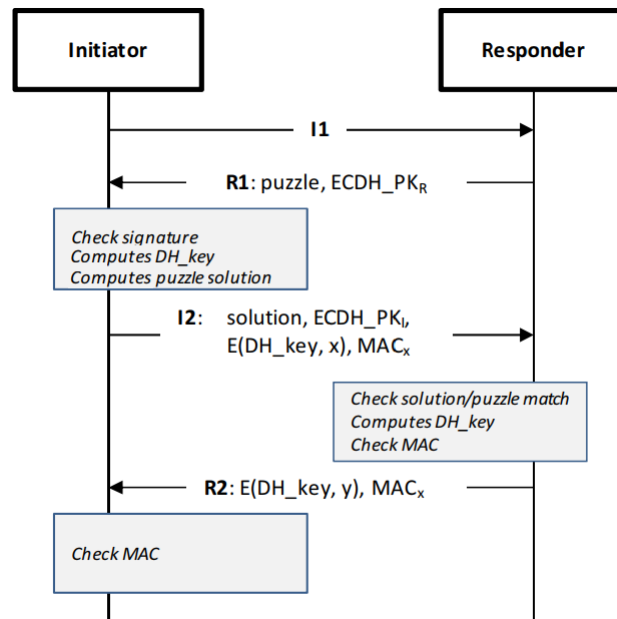 Initiator
Responder
I1
R1: puzzle, ECDH_PKR
Check signature
Computes DH_key
Computes puzzle solution
I2: solution, ECDH_PKI,
E(DH_key, x), MACx
Check solution/puzzle match
Computes DH_key
Check MAC
R2: E(DH_key, y), MACx
Check MAC